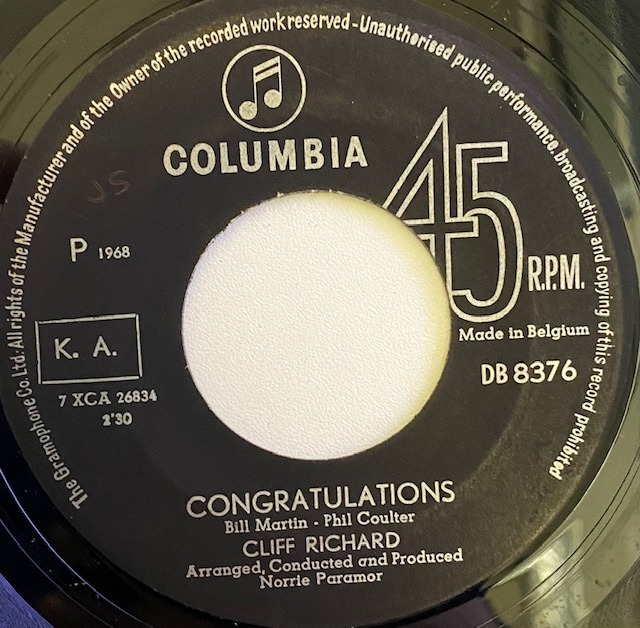 The Gramophone Co. Ltd. All rights of the Manufacturer and of the Owner of the recorded work reserved - Unauthorised public performance, broadcasting and copying of this record prohibited
COLUMBIA
45
R.P.M.
JS
P 1968
Made in Belgium
K. A.
DB 8376
7 XCA 26834
2'30
CONGRATULATIONS
Bill Martin - Phil Coulter
CLIFF RICHARD
Arranged, Conducted and Produced
Norrie Paramor